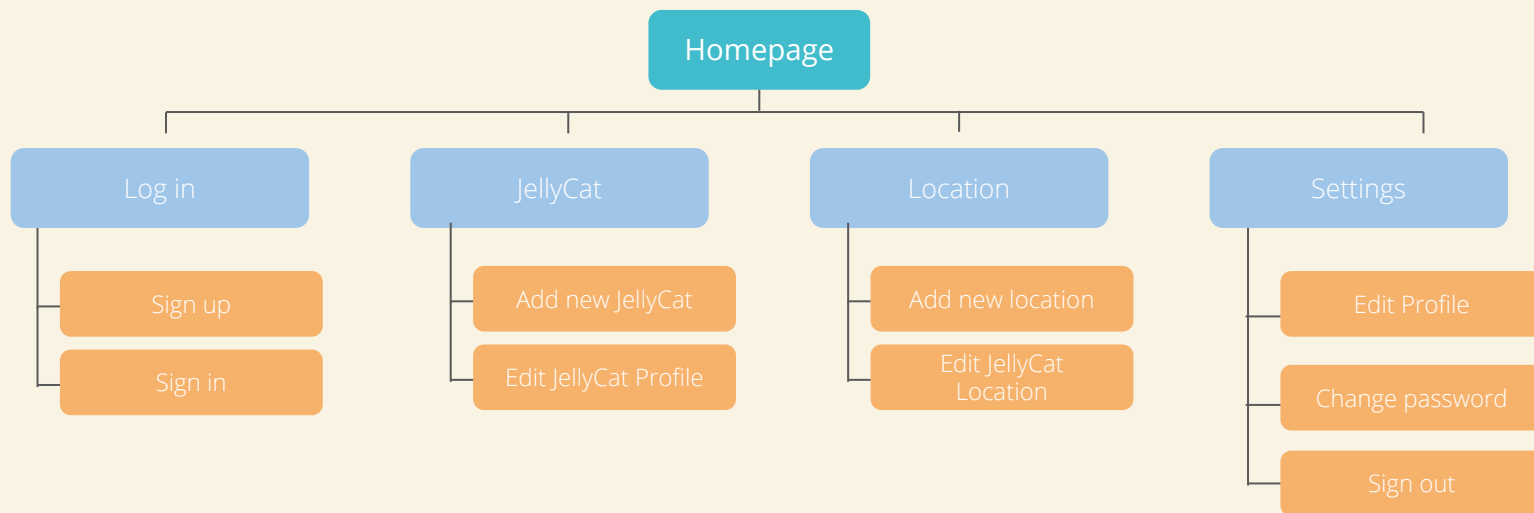 Homepage
Log in
JellyCat
Location
Settings
Sign up
Sign in
Add new JellyCat
Edit JellyCat Profile
Add new location
Edit JellyCat
Location
Edit Profile
Change password
Sign out